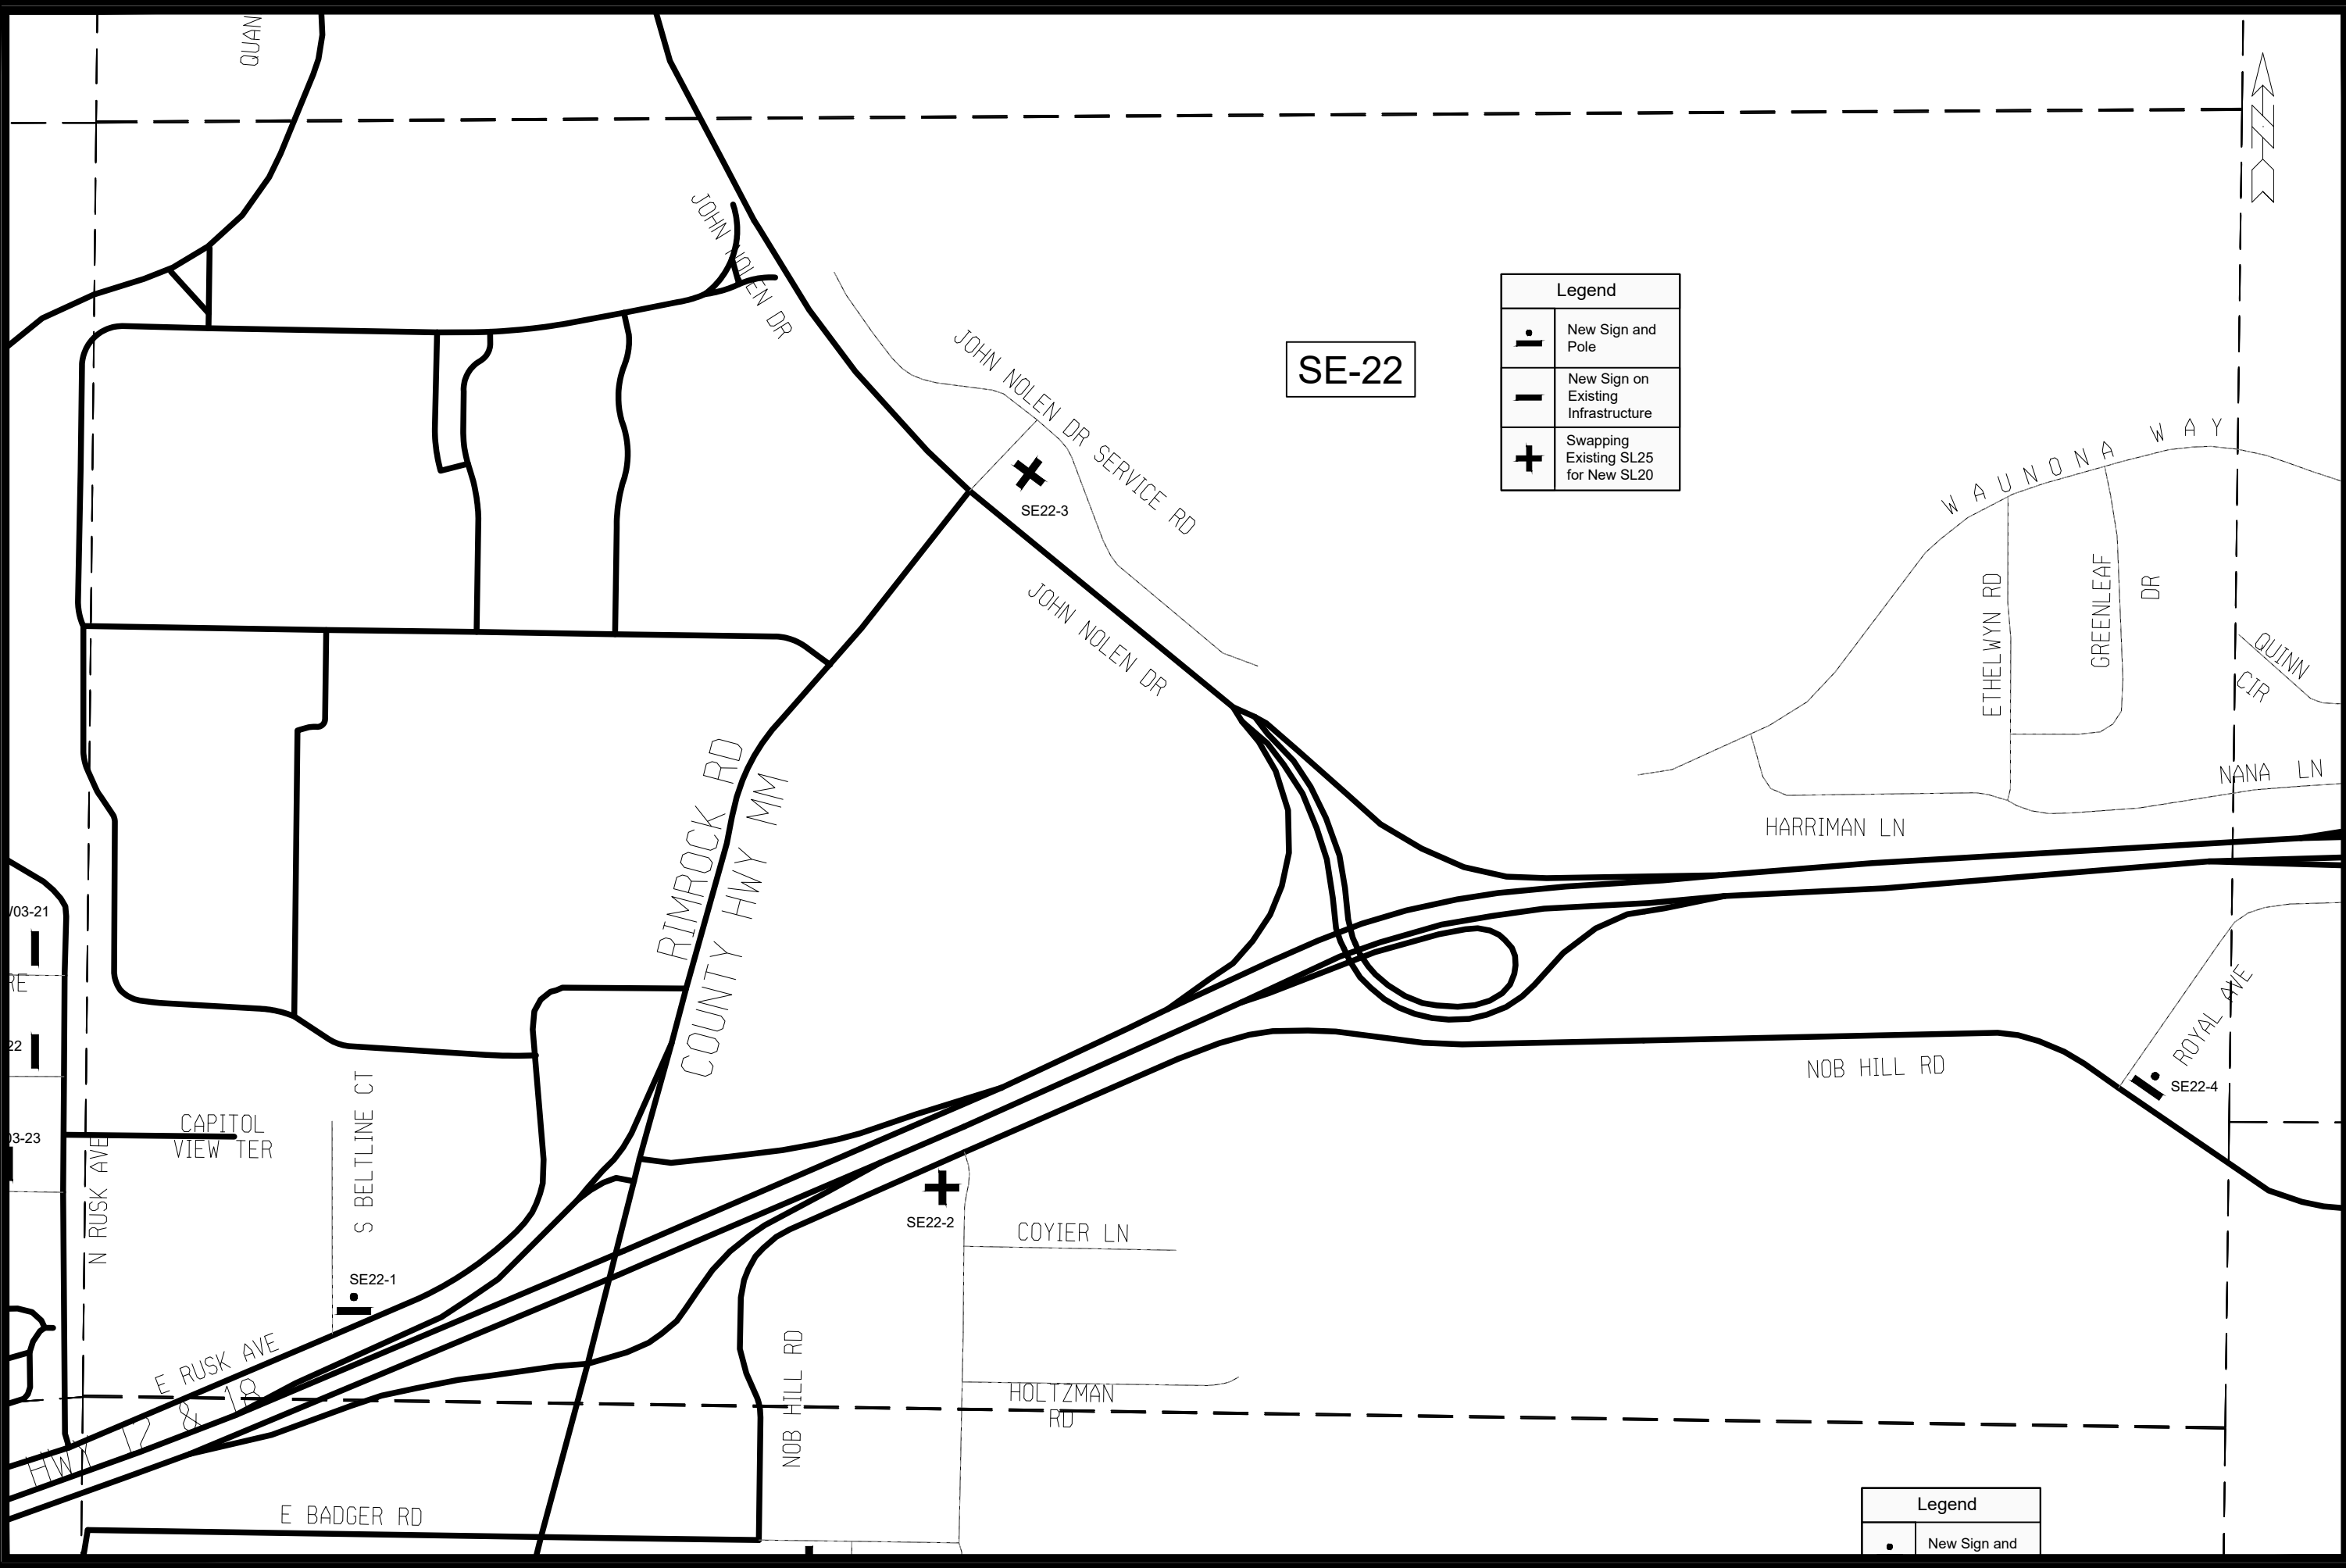 QUAN
JOHN NOLEN DR
JOHN NOLEN DR SERVICE RD
SE-22
Legend
New Sign and
Pole
New Sign on
Existing
Infrastructure
Swapping
Existing SL25
for New SL20
WAUNONA WAY
SE22-3
ETHELWYN RD
GREENLEAF
DR
JOHN NOLEN DR
QUINN
CIR
NANA LN
HARRIMAN LN
RIMROCK RD
COUNTY HWY MM
03-21
RE
22
ROYAL AVE
NOB HILL RD
SE22-4
CAPITOL
VIEW TER
03-23
N RUSK AVE
S BELTLINE CT
SE22-2
COYIER LN
SE22-1
E RUSK AVE
HWY 12 & 18
NOB HILL RD
HOLTZMAN
RD
E BADGER RD
Legend
New Sign and